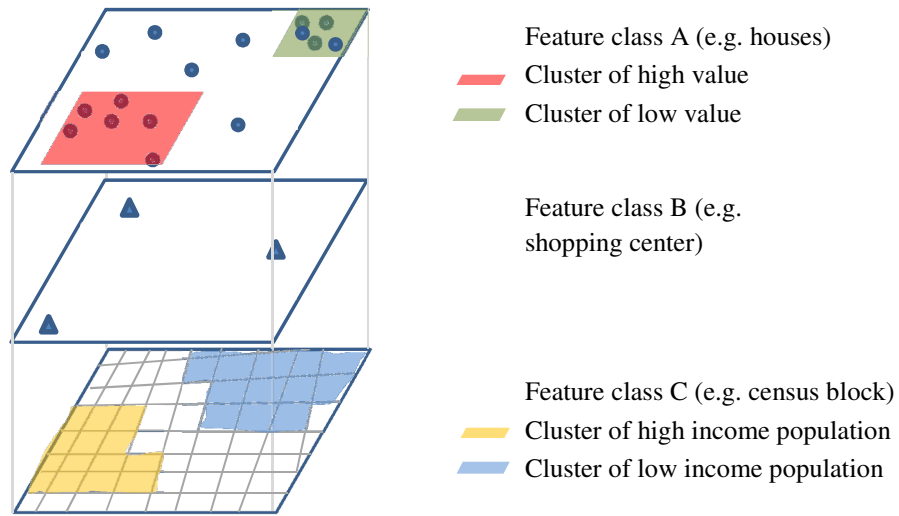 Feature class A (e.g. houses)
Cluster of high value
Cluster of low value
Feature class B (e.g.
shopping center)
Feature class C (e.g. census block)
Cluster of high income population
Cluster of low income population